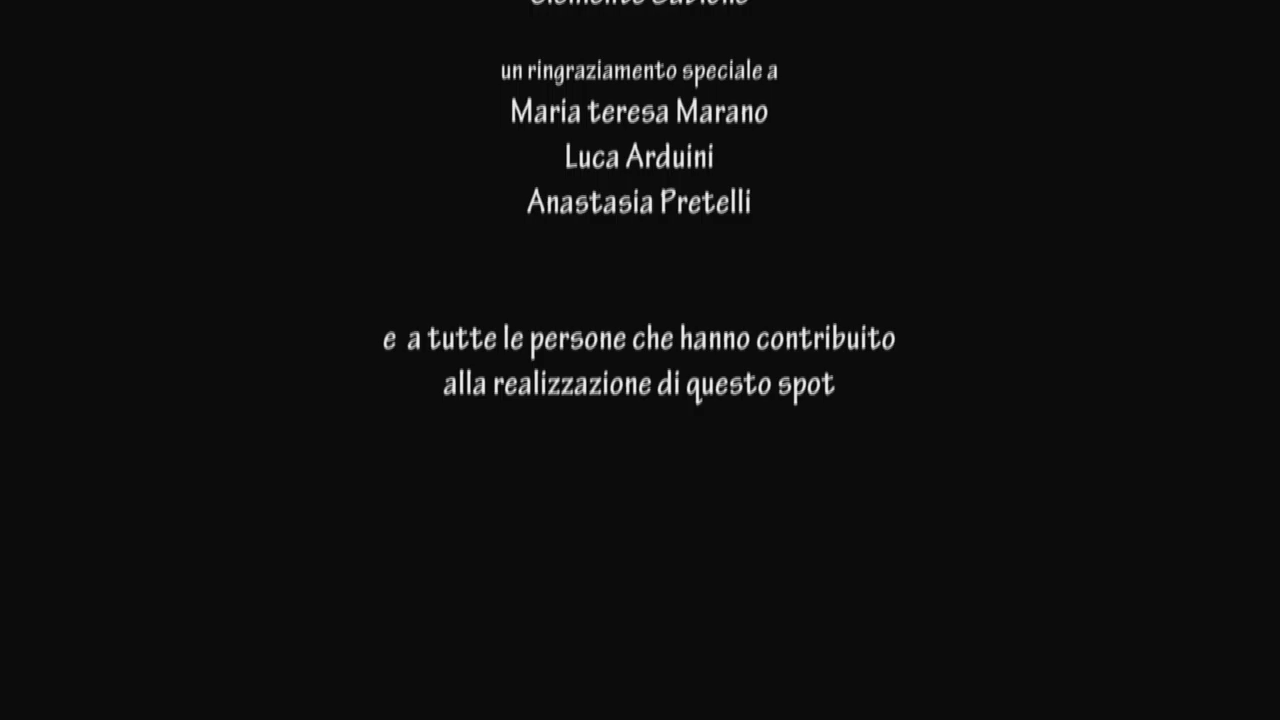 un ringraziamento speciale a
Maria teresa Marano
Luca Arduini
Anastasia Pretelli
e a tutte le persone che hanno contribuito
alla realizzazione di questo spot